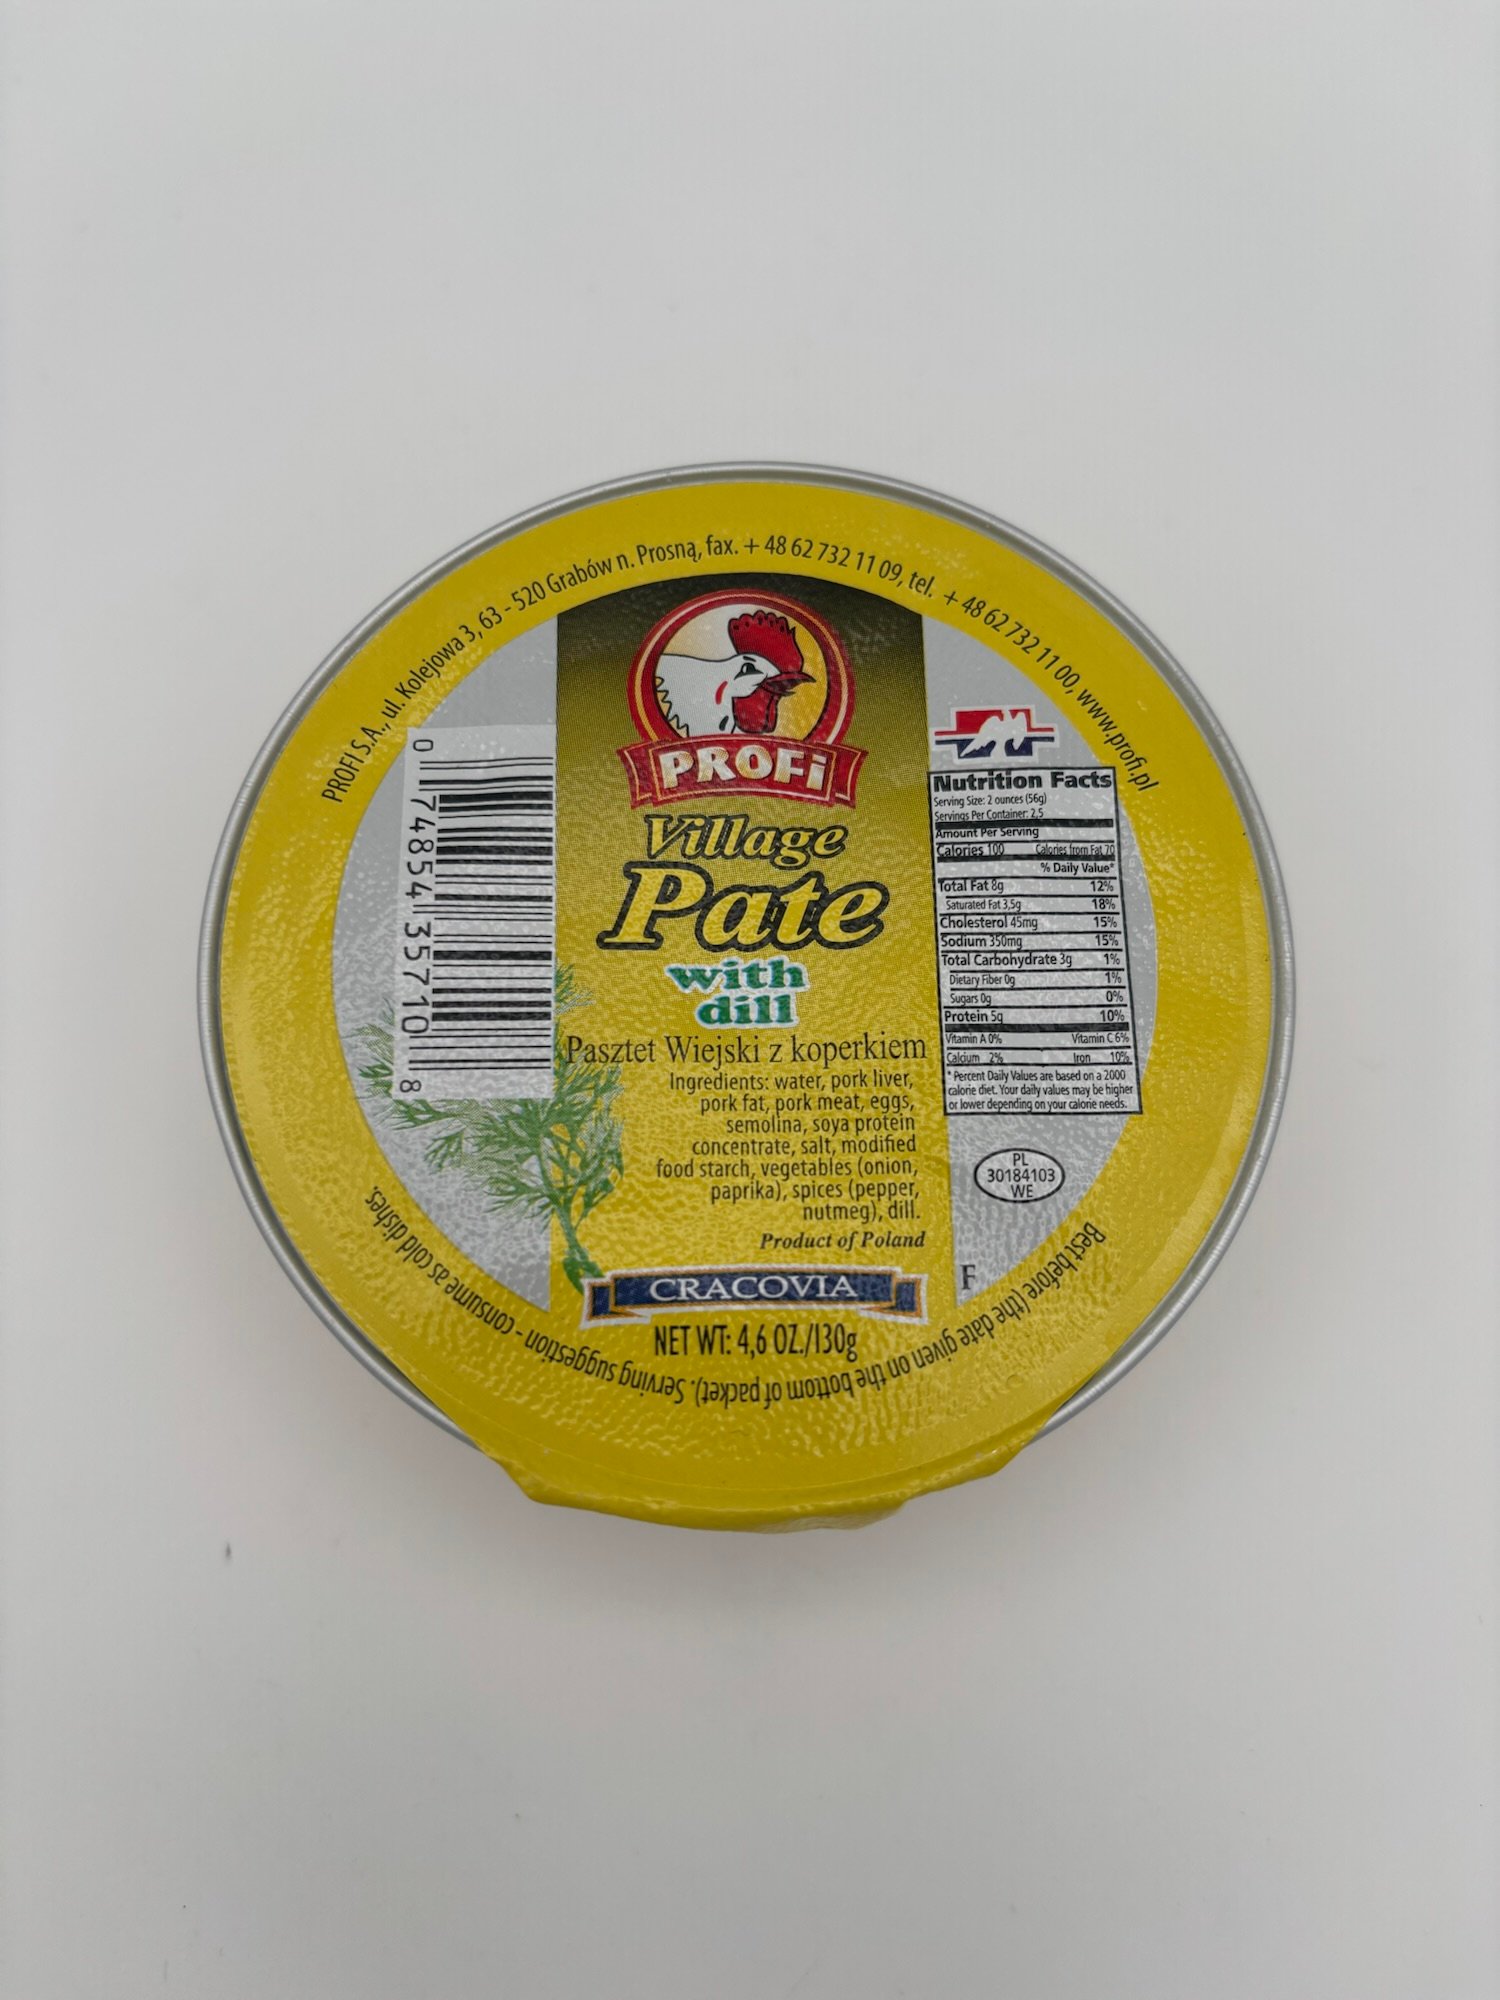 PROFI S.A., ul. Kolejowa 3, 63 - 520 Grabów n. Prosną, fax. + 48 62 732 11 09, tel. + 48 62 732 11 00, www.profi.pl
PROFi
Village
Pate
with
dill
Pasztet Wiejski z koperkiem
Ingredients: water, pork liver,
pork fat, pork meat, eggs,
semolina, soya protein
concentrate, salt, modified
food starch, vegetables (onion,
paprika), spices (pepper,
nutmeg), dill.
Product of Poland
CRACOVIA
NET WT: 4,6 OZ./130g
0 74854 35710 8
Nutrition Facts
Serving Size: 2 ounces (56g)
Servings Per Container: 2,5
Amount Per Serving
Calories 100 Calories from Fat 70
% Daily Value*
Total Fat 8g 12%
Saturated Fat 3,5g 18%
Cholesterol 45mg 15%
Sodium 350mg 15%
Total Carbohydrate 3g 1%
Dietary Fiber 0g 1%
Sugars 0g 0%
Protein 5g 10%
Vitamin A 0% Vitamin C 6%
Calcium 2% Iron 10%
* Percent Daily Values are based on a 2000
calorie diet. Your daily values may be higher
or lower depending on your calorie needs.
PL
30184103
WE
F
Best before (the date given on the bottom of packet). Serving suggestion - consume as cold dishes.